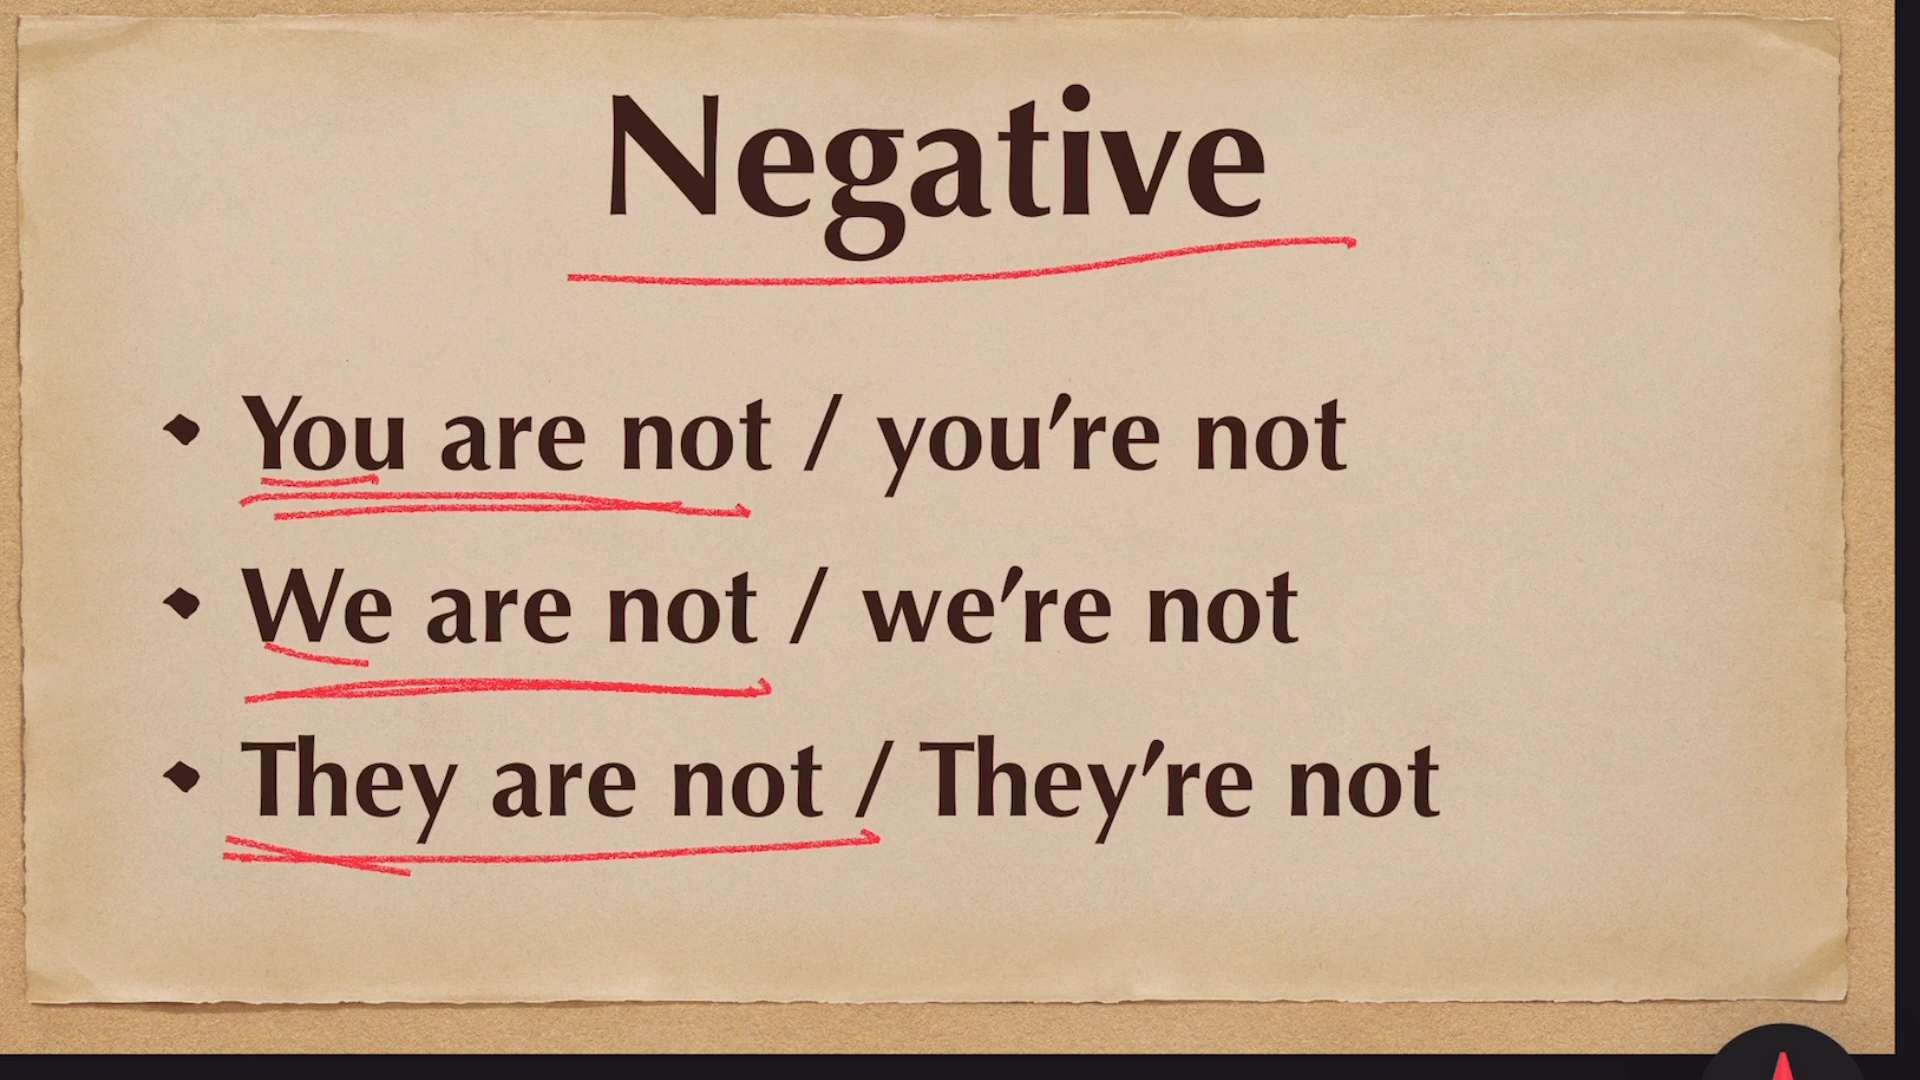 Negative
• You are not / you're not
• We are not / we're not
• They are not / They're not